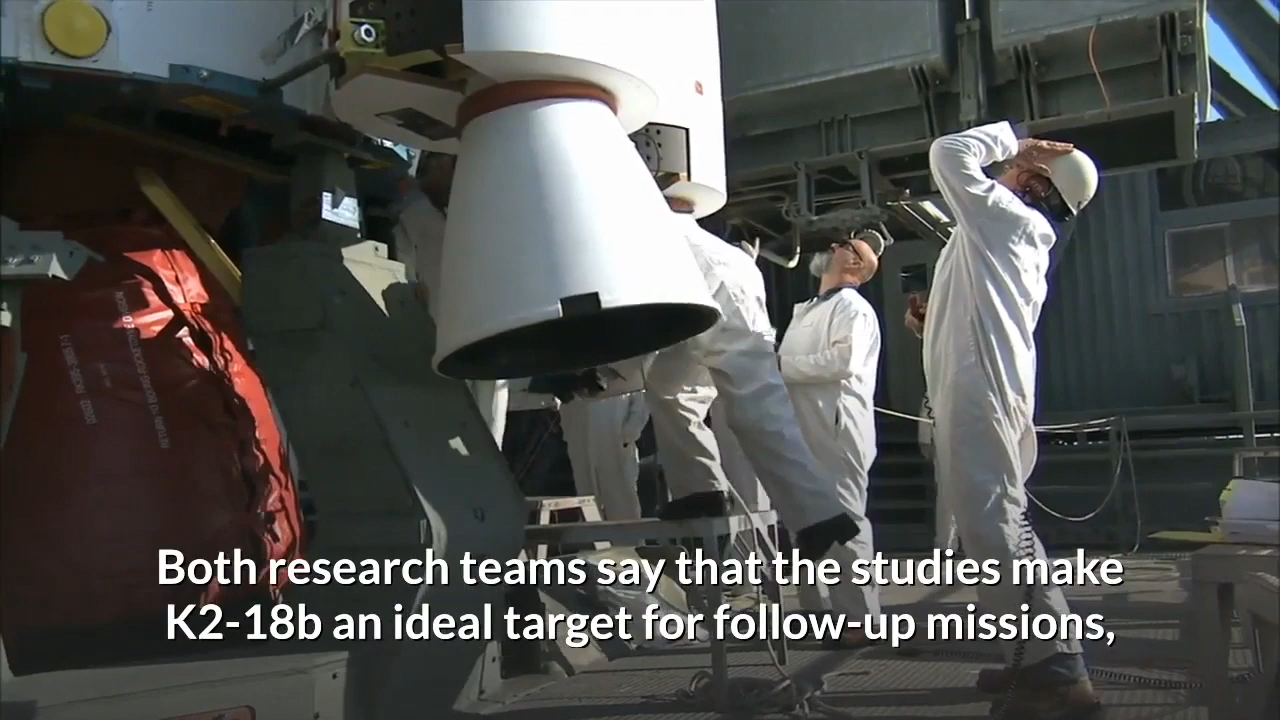 Both research teams say that the studies make
K2-18b an ideal target for follow-up missions,